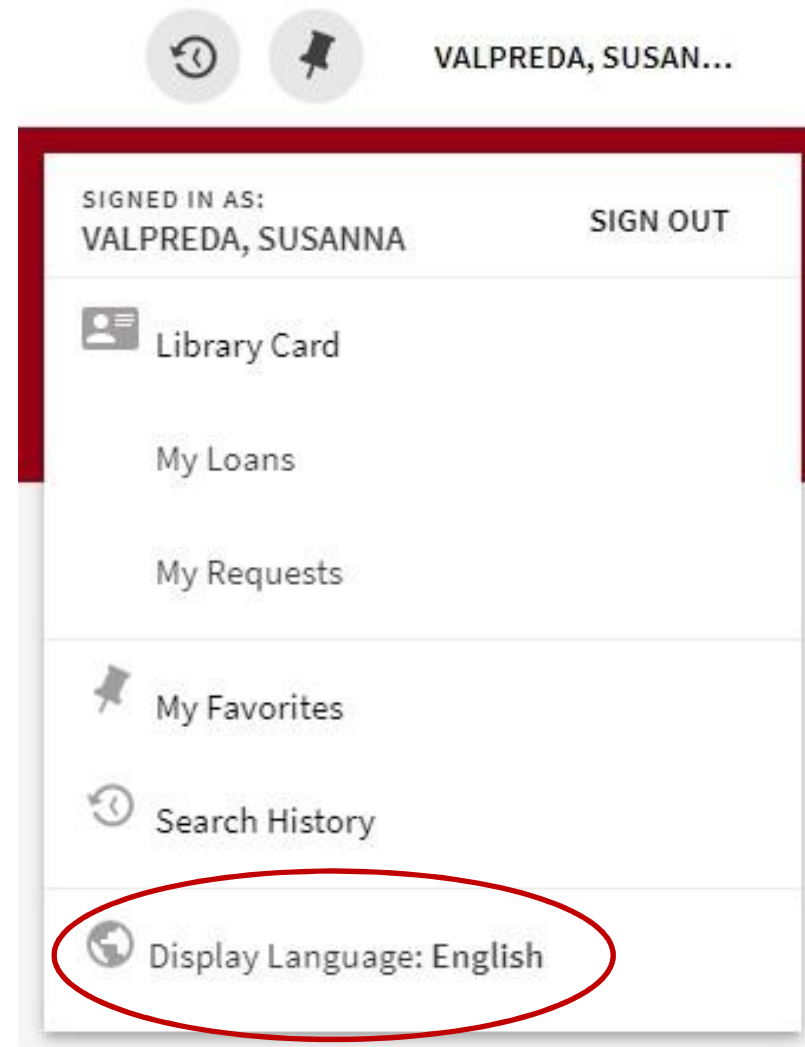 VALPREDA, SUSAN...
SIGNED IN AS:
VALPREDA, SUSANNA
SIGN OUT
Library Card
My Loans
My Requests
My Favorites
Search History
Display Language: English